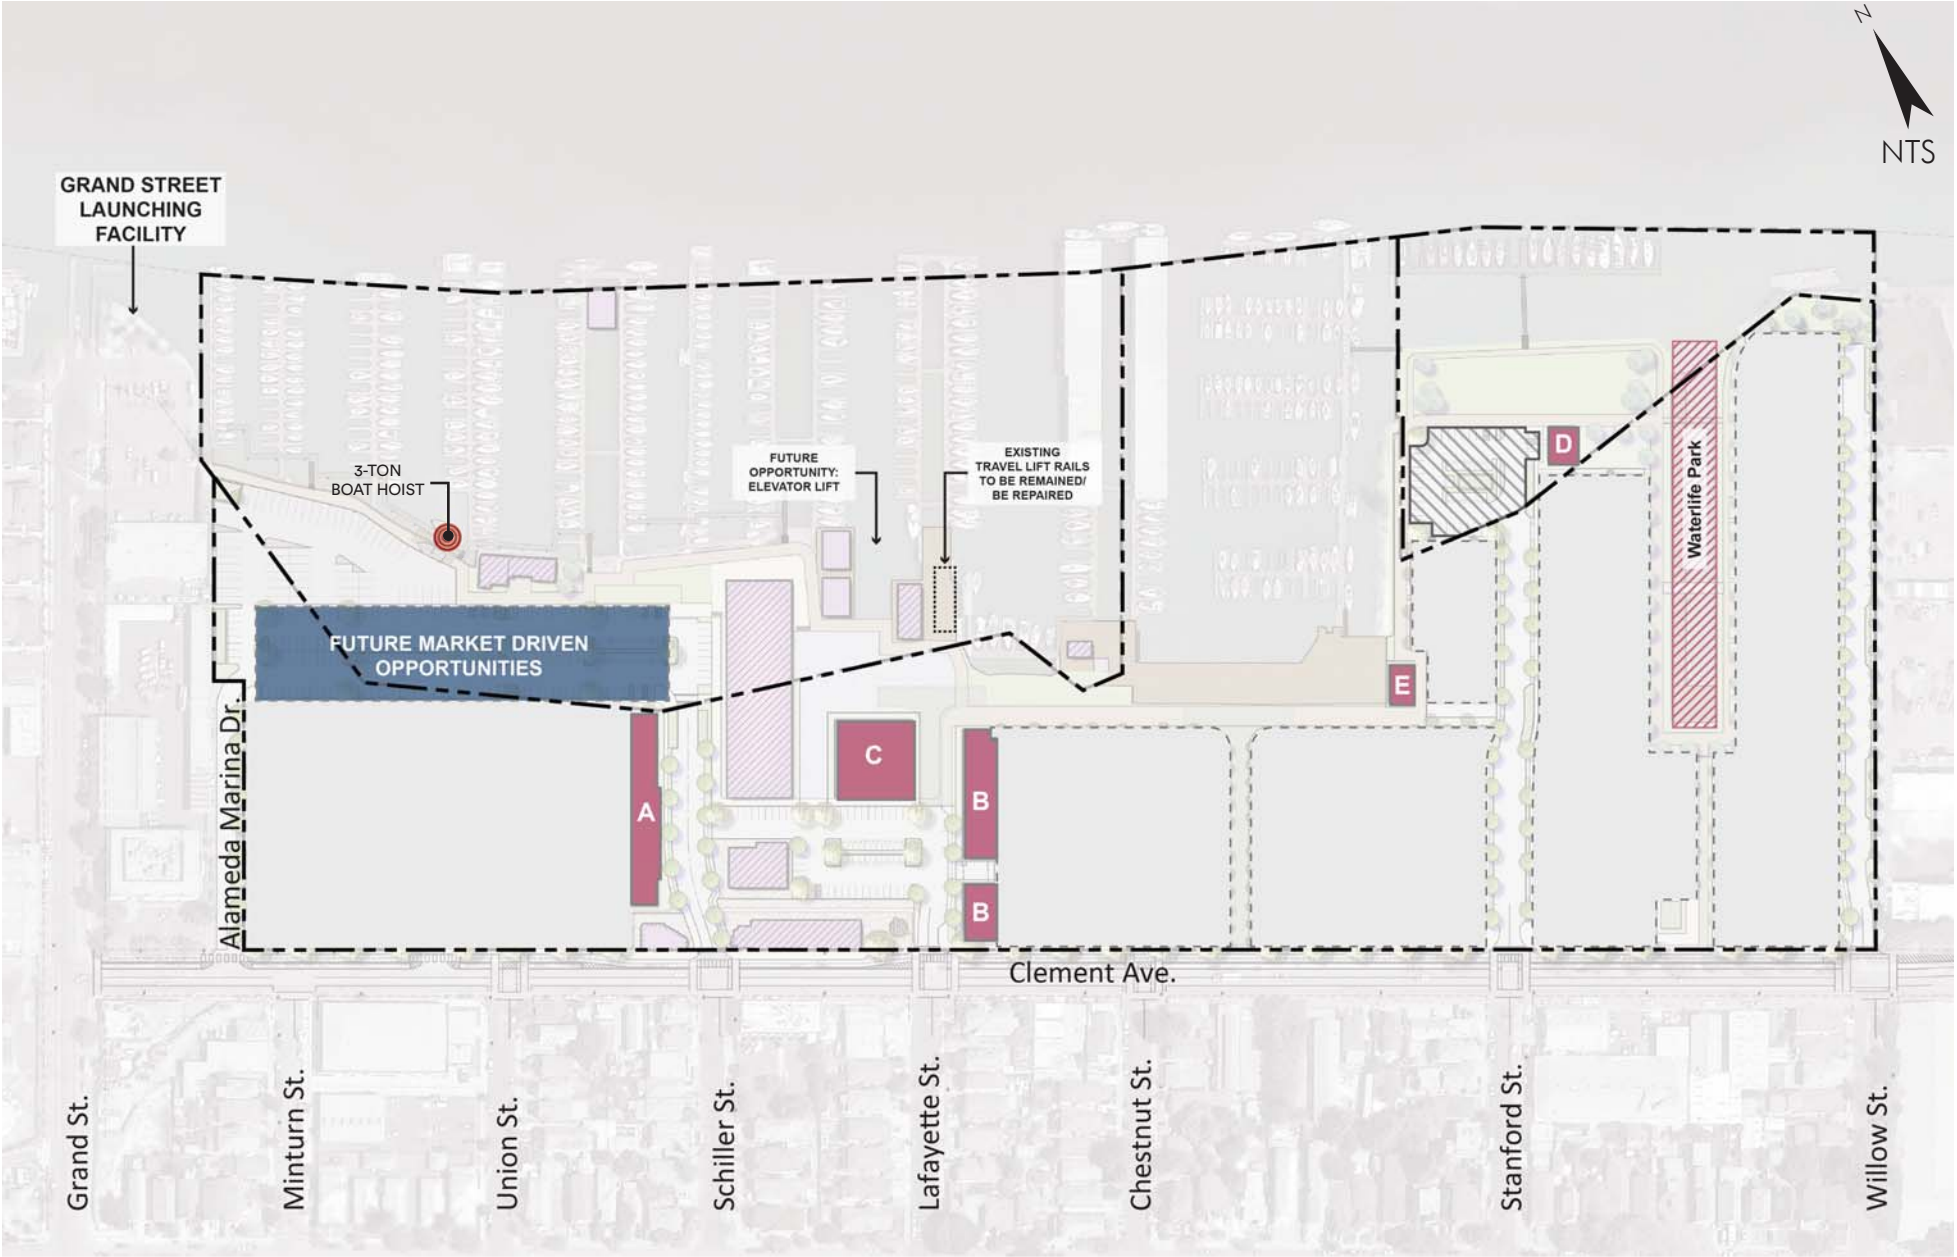 N
NTS
GRAND STREET
LAUNCHING
FACILITY
3-TON
BOAT HOIST
FUTURE
OPPORTUNITY:
ELEVATOR LIFT
EXISTING
TRAVEL LIFT RAILS
TO BE REMAINED/
BE REPAIRED
D
Waterlife Park
FUTURE MARKET DRIVEN
OPPORTUNITIES
E
C
B
A
B
Alameda Marina Dr.
Clement Ave.
Grand St.
Minturn St.
Union St.
Schiller St.
Lafayette St.
Chestnut St.
Stanford St.
Willow St.